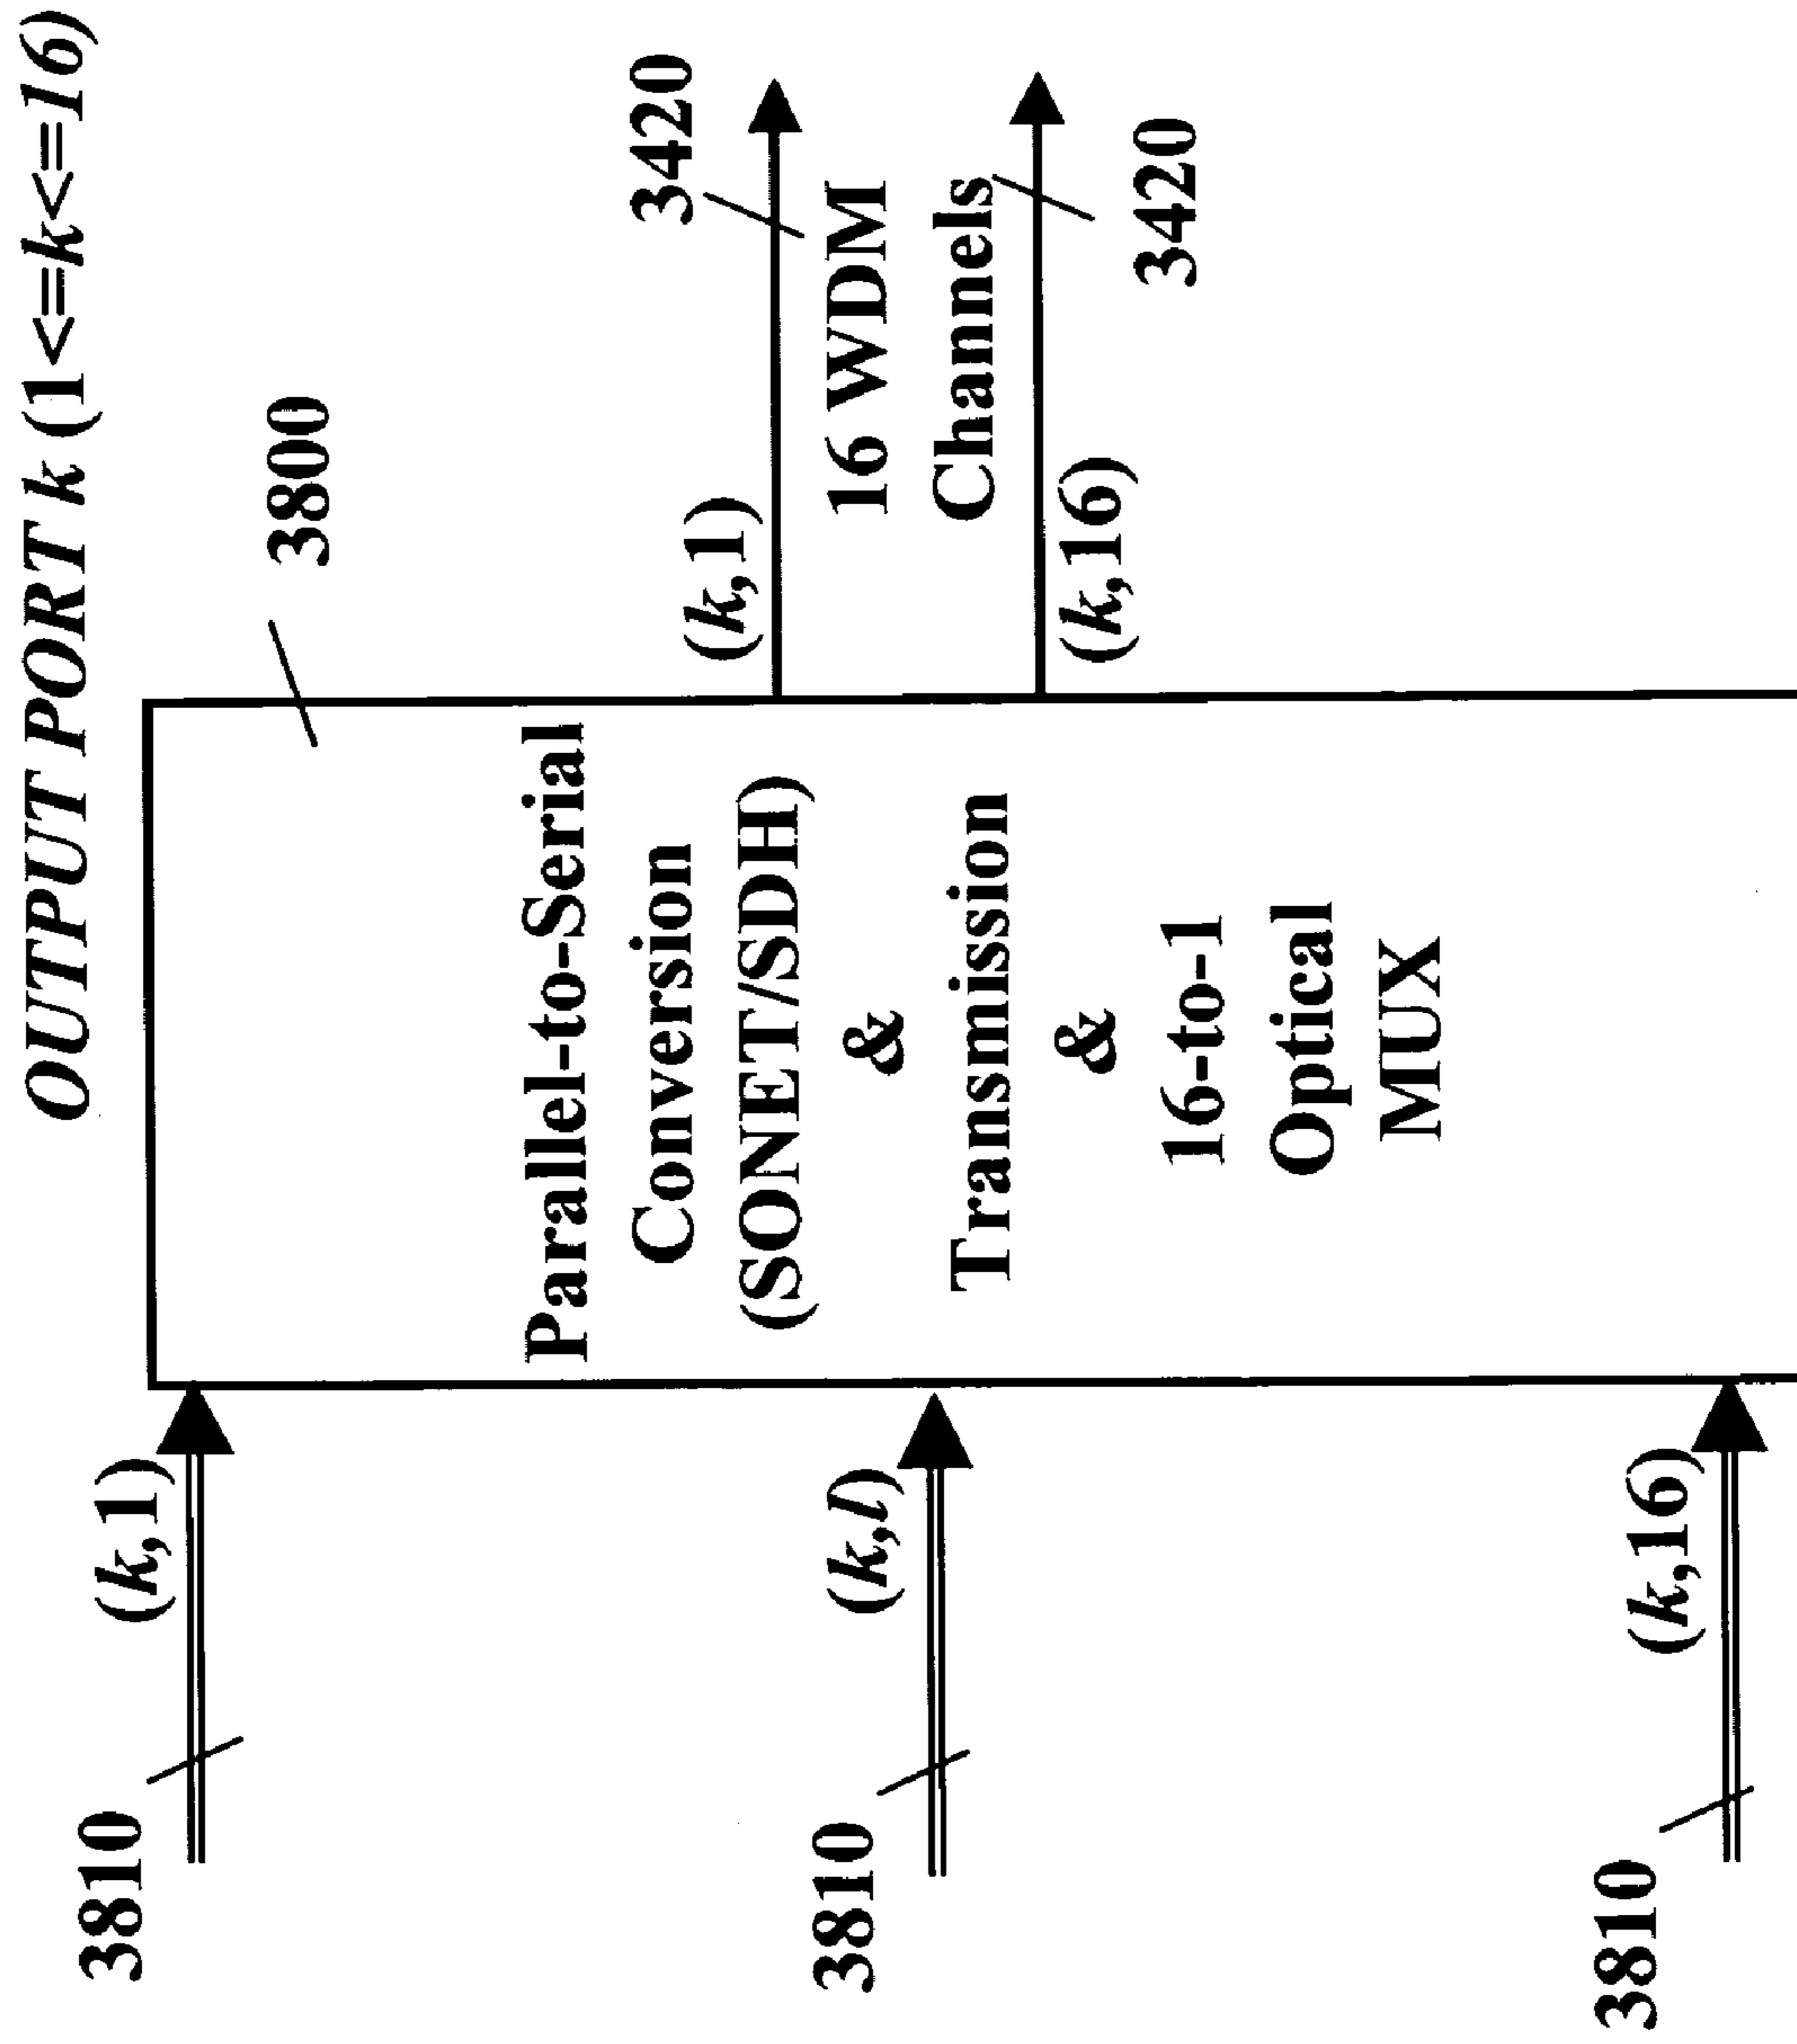 OUTPUT PORT k (1<=k<=16)
3800
3810
(k,1)
Parallel-to-Serial
Conversion
(SONET/SDH)
&
Transmission
&
16-to-1
Optical
MUX
(k,1)
3420
16 WDM
Channels
(k,16)
3420
3810
(k,l)
3810
(k,16)